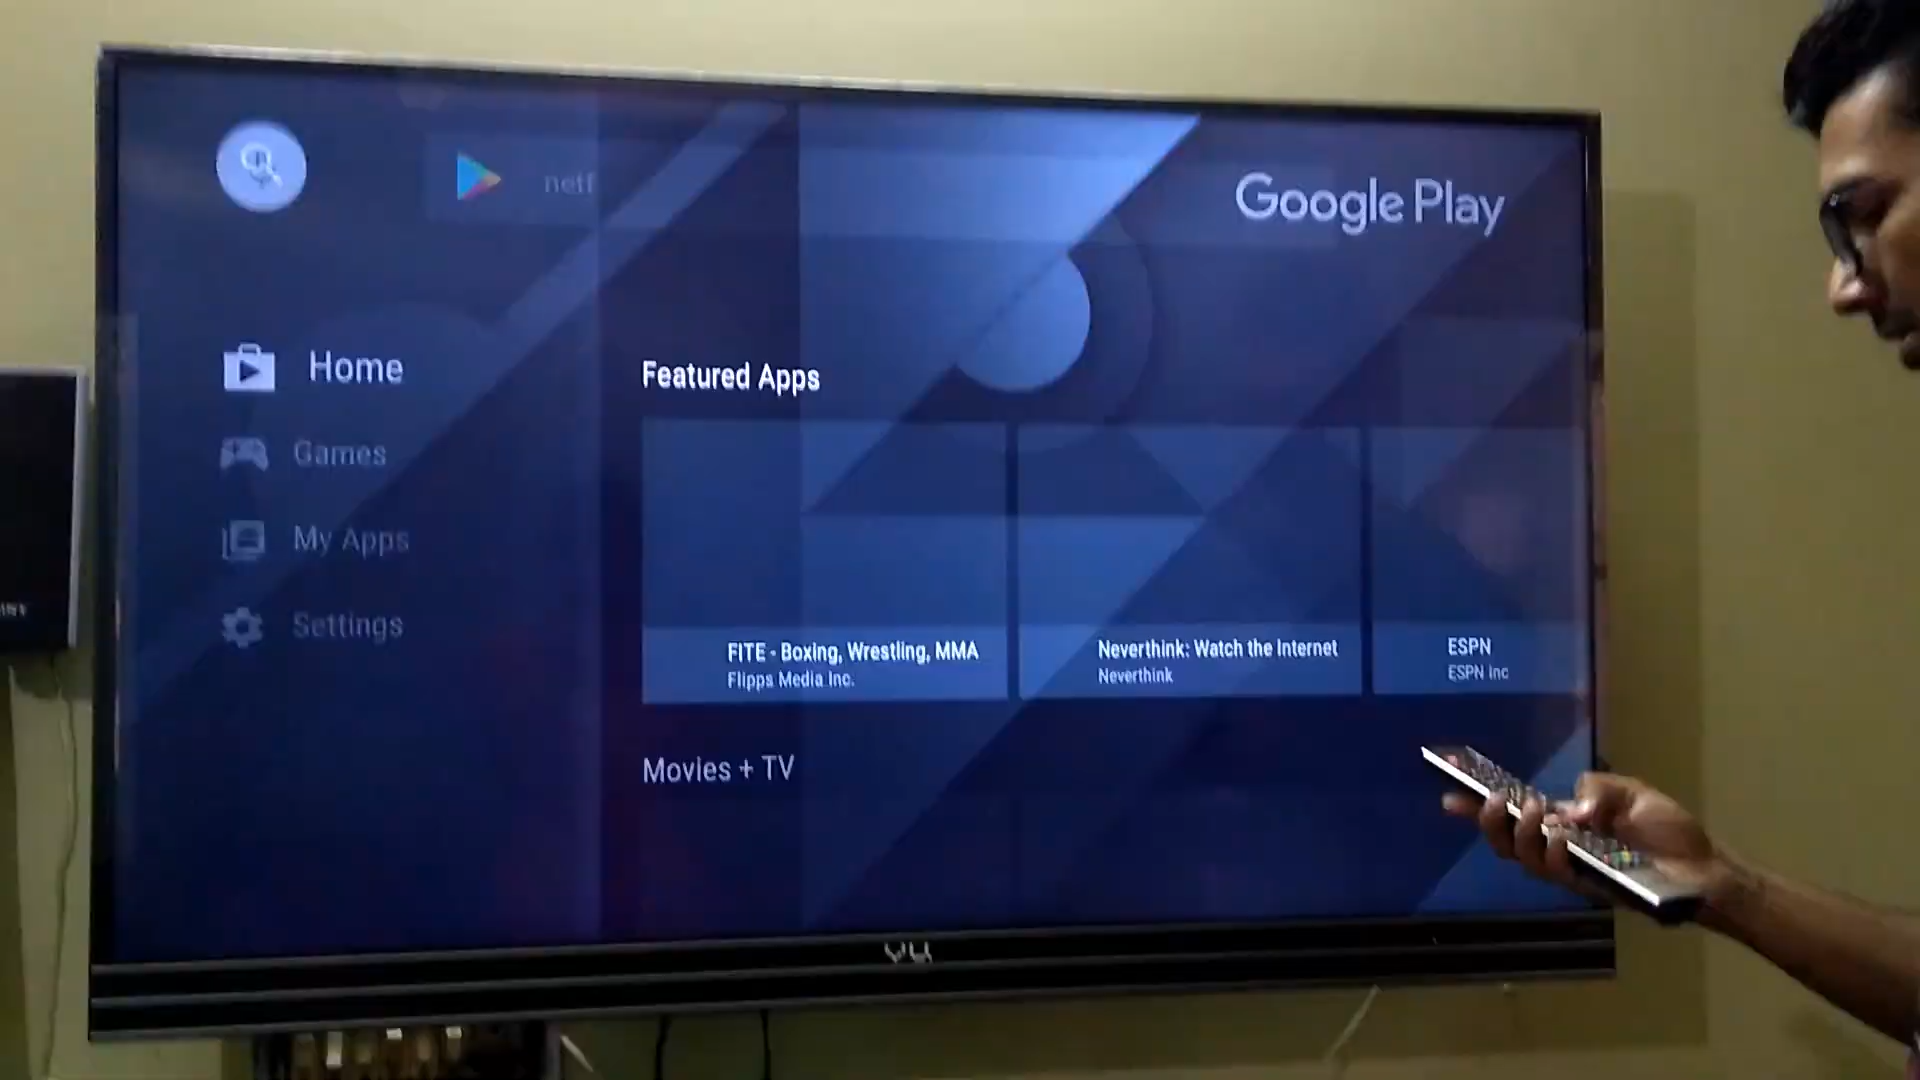 netf
Google Play
Home
Games
My Apps
Settings
Featured Apps
FITE - Boxing, Wrestling, MMA
Flipps Media Inc.
Neverthink: Watch the Internet
Neverthink
ESPN
ESPN Inc
Movies + TV
VU